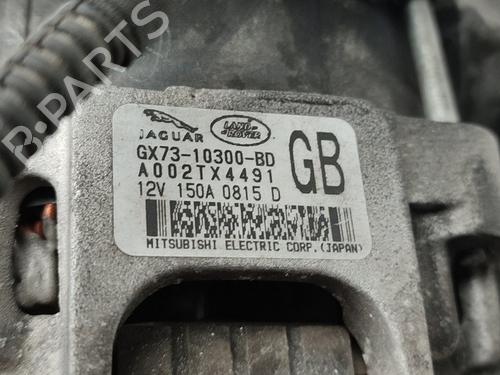 B-PARTS
JAGUAR
LAND ROVER
GX73-10300-BD
GB
A002TX4491
12V 150A 0815 D
MITSUBISHI ELECTRIC CORP.(JAPAN)